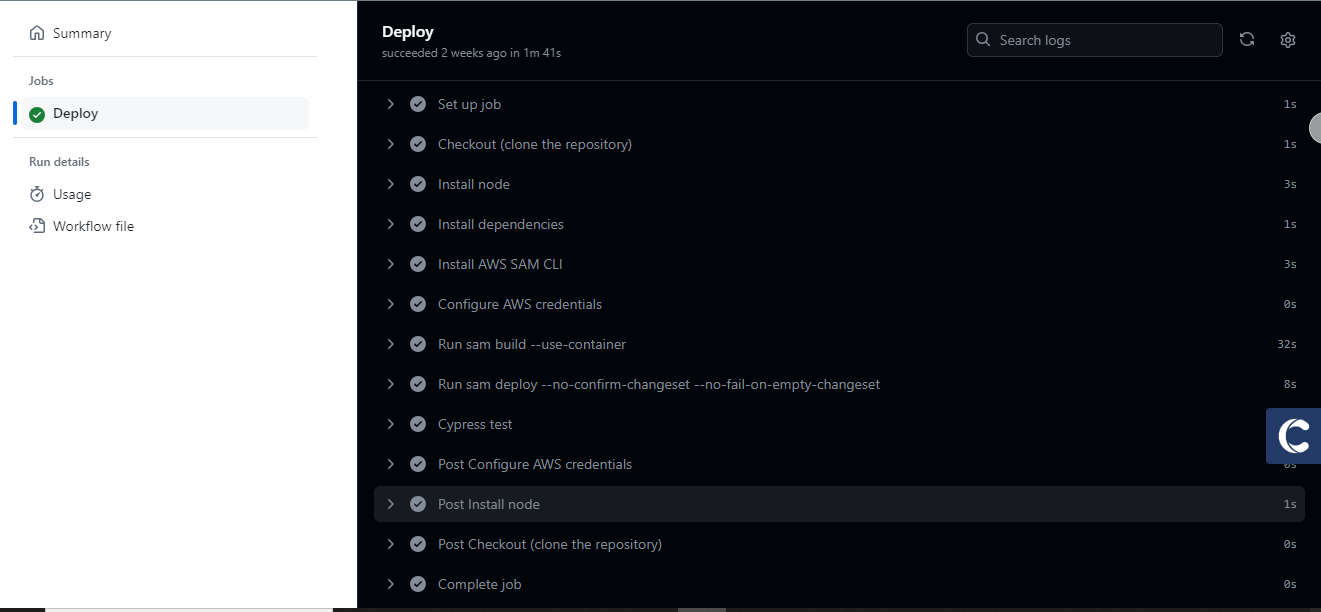 Summary
Jobs
Deploy
Run details
Usage
Workflow file
Deploy
succeeded 2 weeks ago in 1m 41s
Search logs
Set up job 1s
Checkout (clone the repository) 1s
Install node 3s
Install dependencies 1s
Install AWS SAM CLI 3s
Configure AWS credentials 0s
Run sam build --use-container 32s
Run sam deploy --no-confirm-changeset --no-fail-on-empty-changeset 8s
Cypress test
Post Configure AWS credentials 0s
Post Install node 1s
Post Checkout (clone the repository) 0s
Complete job 0s